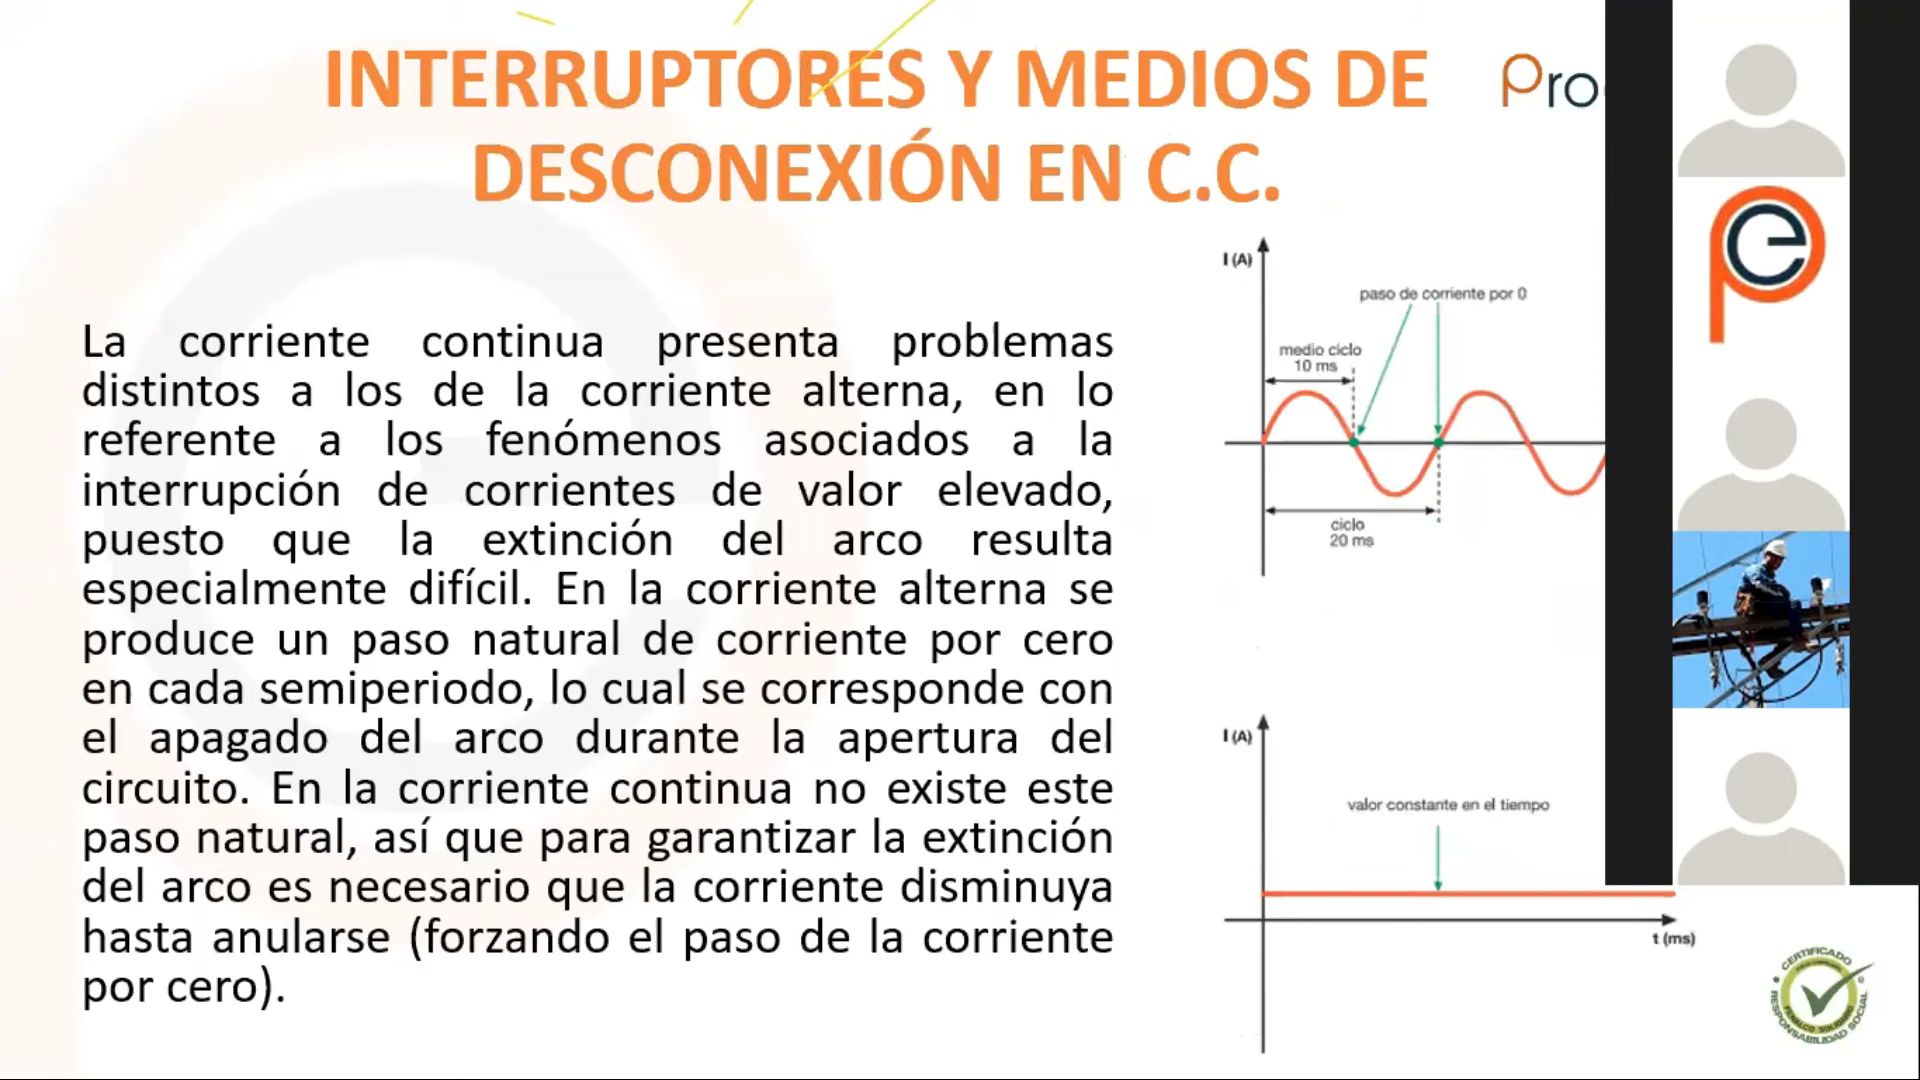 INTERRUPTORES Y MEDIOS DE
DESCONEXIÓN EN C.C.
Pro
La corriente continua presenta problemas
distintos a los de la corriente alterna, en lo
referente a los fenómenos asociados a la
interrupción de corrientes de valor elevado,
puesto que la extinción del arco resulta
especialmente difícil. En la corriente alterna se
produce un paso natural de corriente por cero
en cada semiperiodo, lo cual se corresponde con
el apagado del arco durante la apertura del
circuito. En la corriente continua no existe este
paso natural, así que para garantizar la extinción
del arco es necesario que la corriente disminuya
hasta anularse (forzando el paso de la corriente
por cero).
I (A)
paso de corriente por 0
medio ciclo
10 ms
ciclo
20 ms
I (A)
valor constante en el tiempo
t (ms)
CERTIFICADO
FENALCO SOLIDARIO
RESPONSABILIDAD SOCIAL